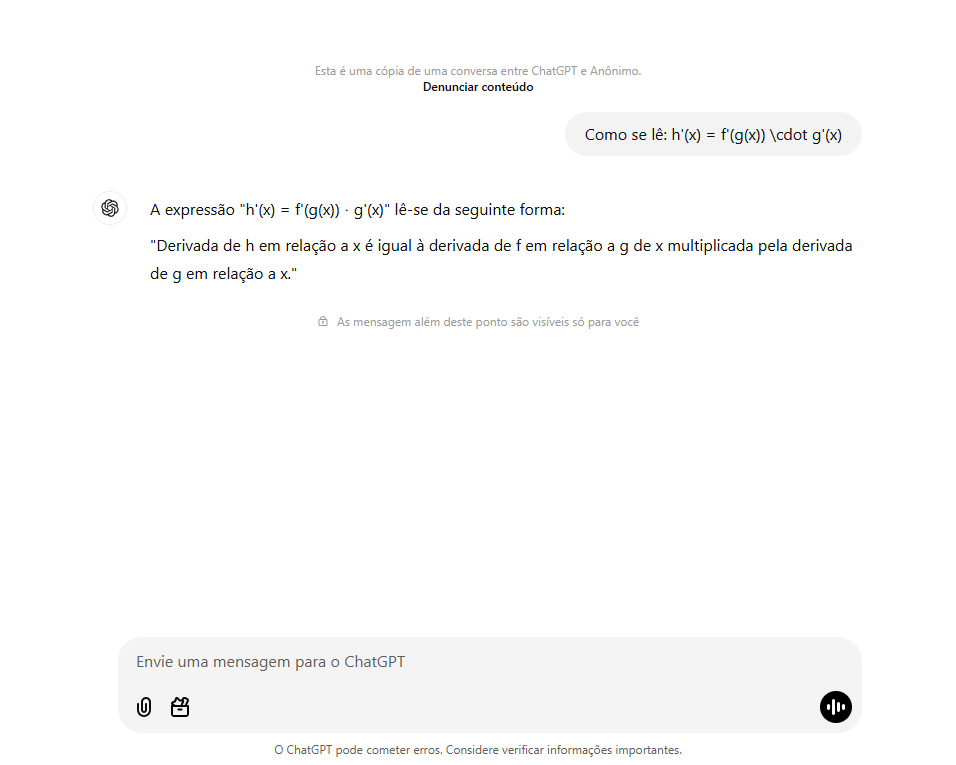 Esta é uma cópia de uma conversa entre ChatGPT e Anônimo.
Denunciar conteúdo
Como se lê: h'(x) = f'(g(x)) \cdot g'(x)
A expressão "h'(x) = f'(g(x)) · g'(x)" lê-se da seguinte forma:
"Derivada de h em relação a x é igual à derivada de f em relação a g de x multiplicada pela derivada
de g em relação a x."
As mensagem além deste ponto são visíveis só para você
Envie uma mensagem para o ChatGPT
O ChatGPT pode cometer erros. Considere verificar informações importantes.